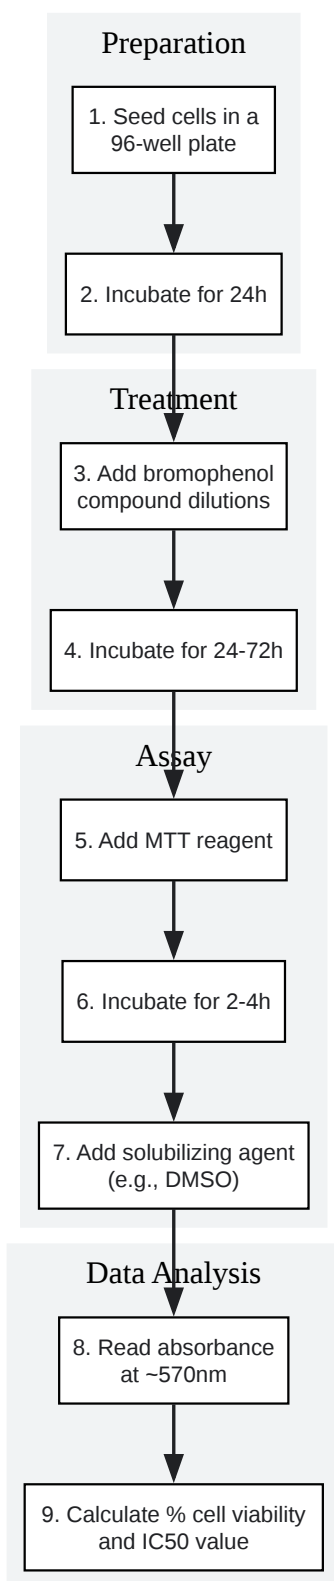 Preparation
1. Seed cells in a
96-well plate
2. Incubate for 24h
Treatment
3. Add bromophenol
compound dilutions
4. Incubate for 24-72h
Assay
5. Add MTT reagent
6. Incubate for 2-4h
7. Add solubilizing agent
(e.g., DMSO)
Data Analysis
8. Read absorbance
at ~570nm
9. Calculate % cell viability
and IC50 value